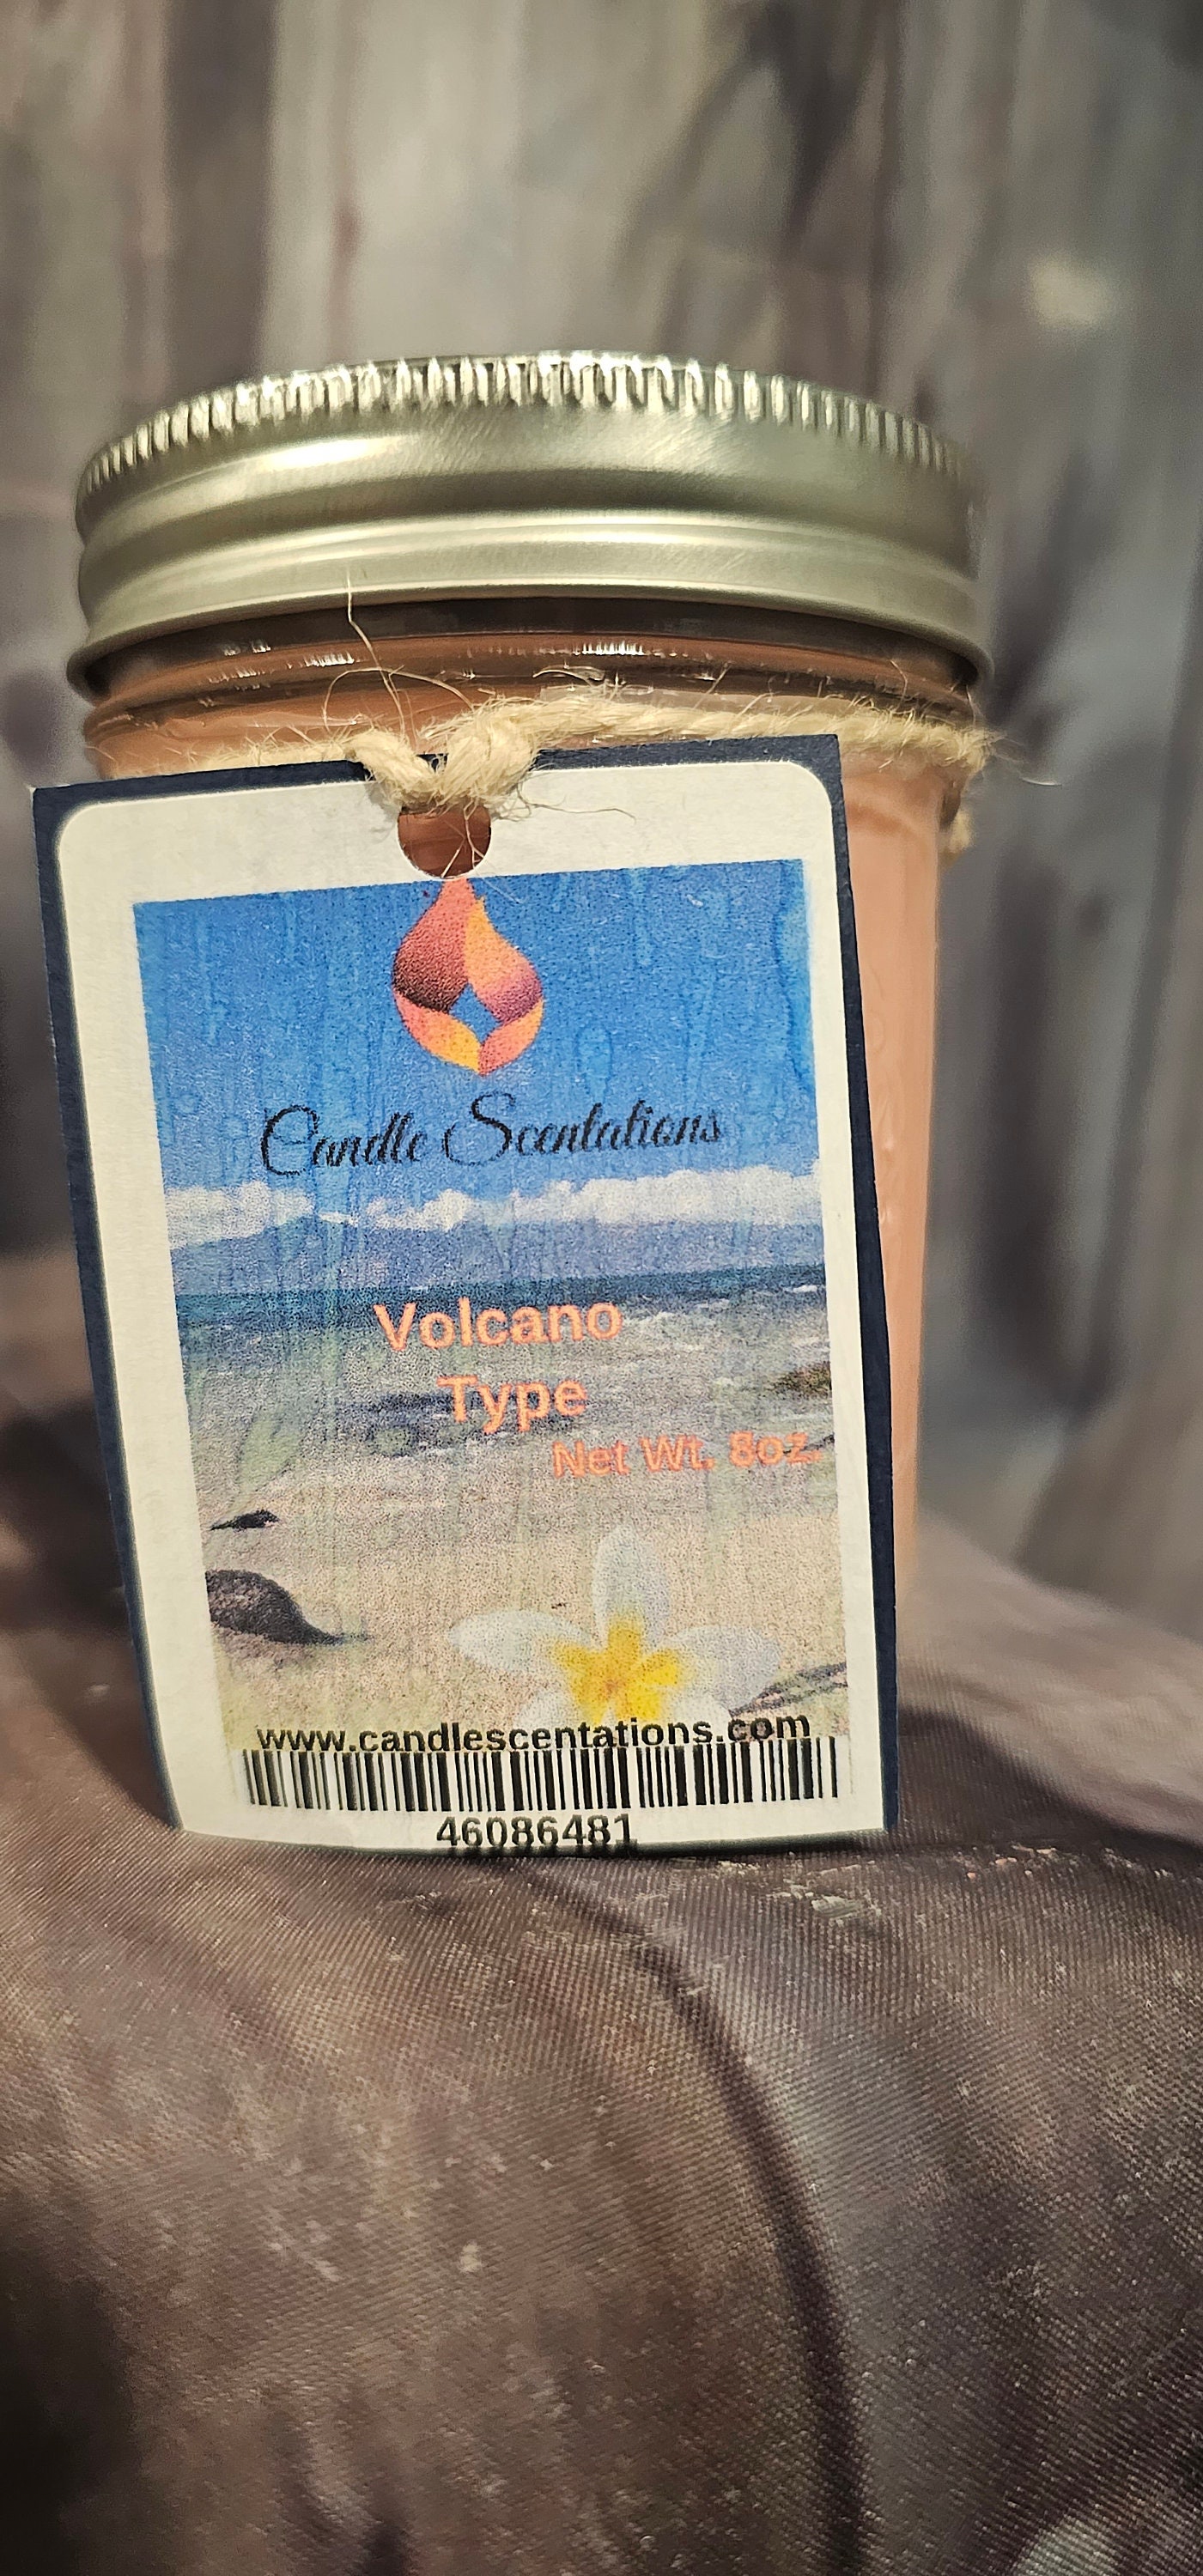 Candle Scentations
Volcano
Type
Net Wt. 8oz.
www.candlescentations.com
46086481